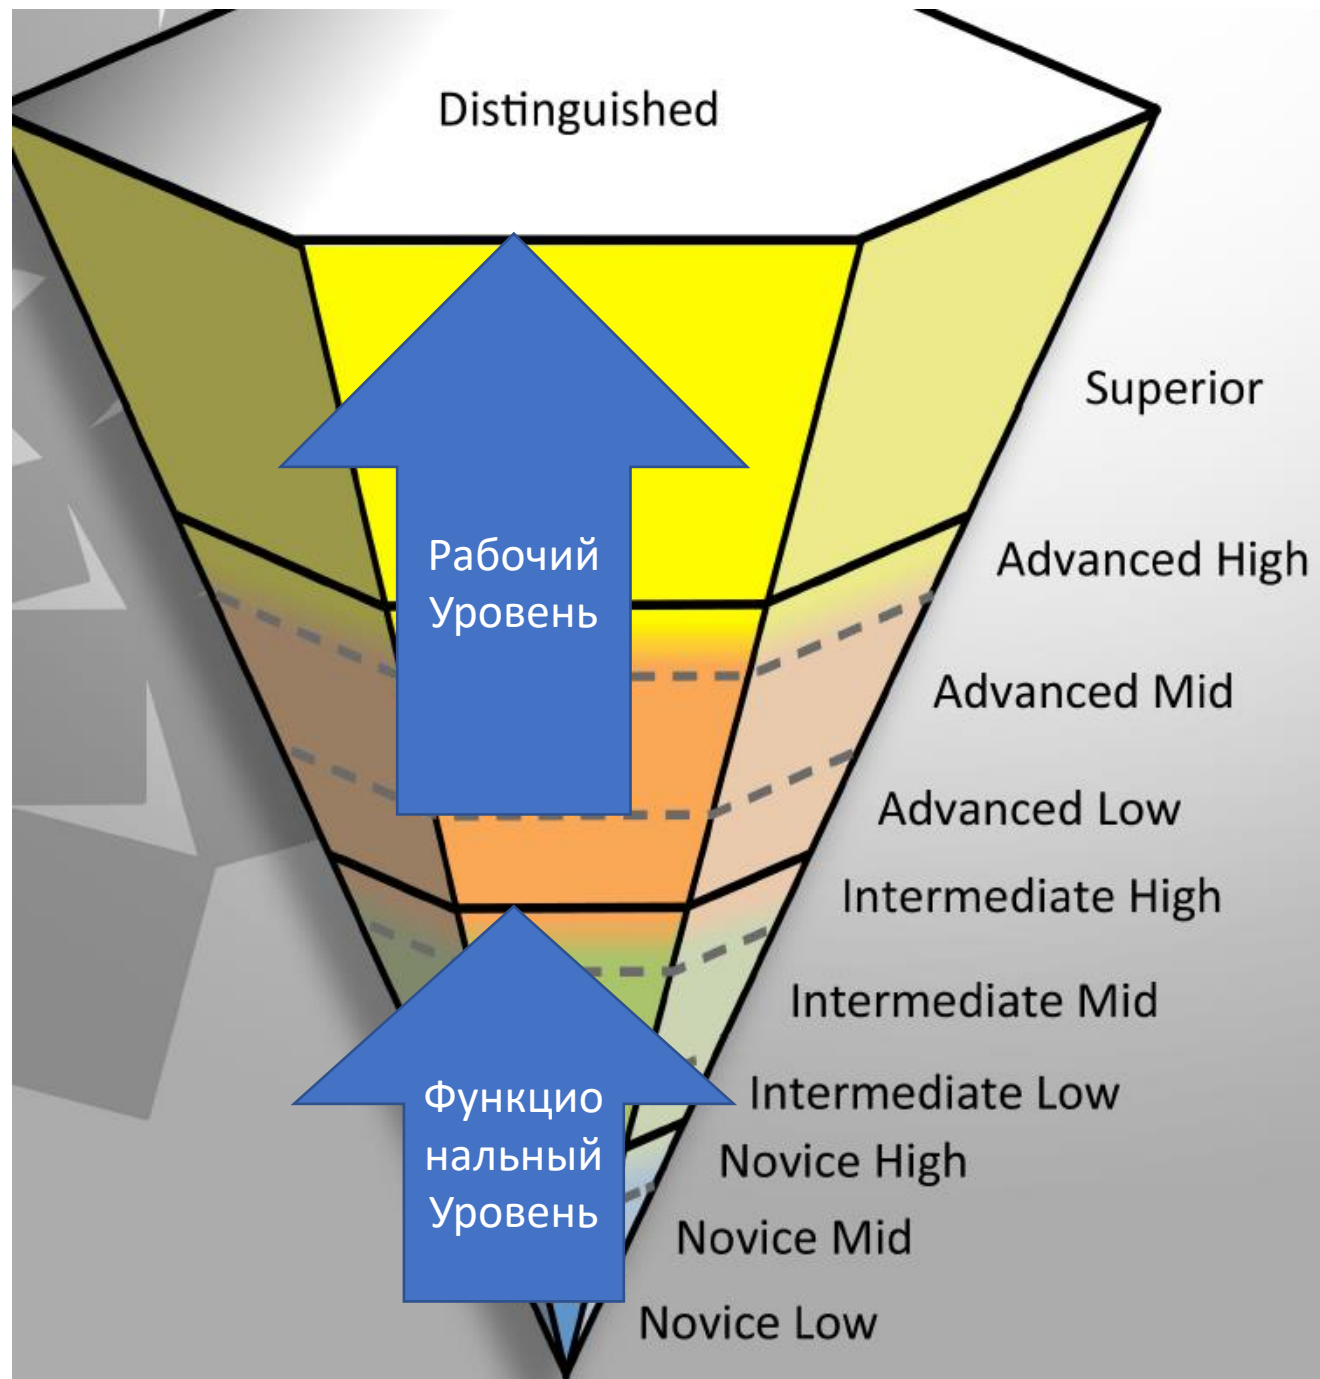 Distinguished
Superior
Рабочий
Уровень
Advanced High
Advanced Mid
Advanced Low
Intermediate High
Intermediate Mid
Intermediate Low
Функцио
нальный
Уровень
Novice High
Novice Mid
Novice Low